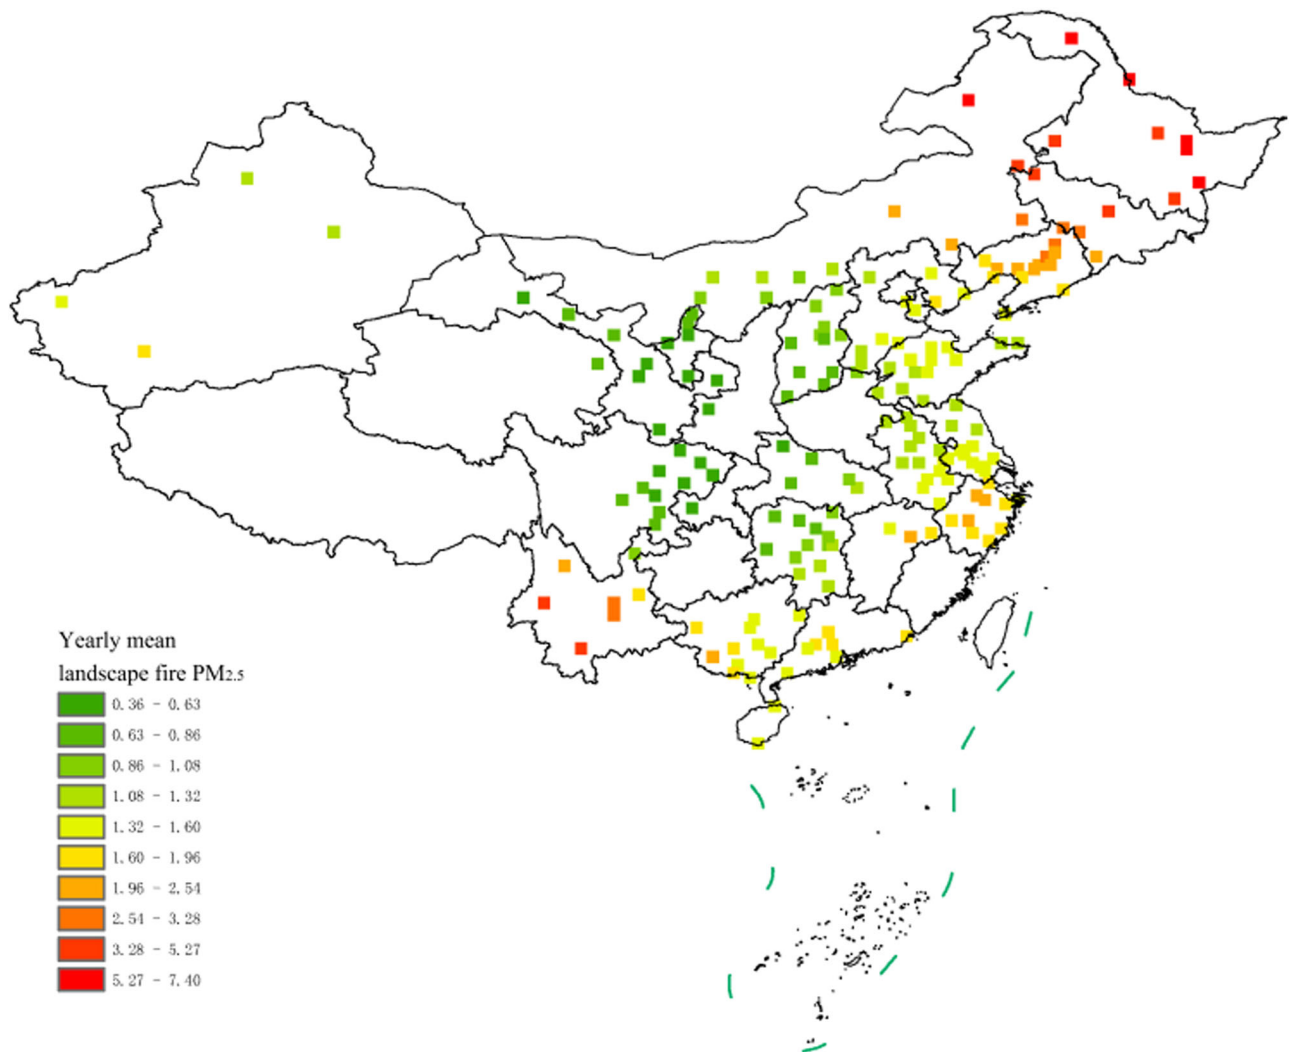 Yearly mean
landscape fire PM2.5
0.36 - 0.63
0.63 - 0.86
0.86 - 1.08
1.08 - 1.32
1.32 - 1.60
1.60 - 1.96
1.96 - 2.54
2.54 - 3.28
3.28 - 5.27
5.27 - 7.40